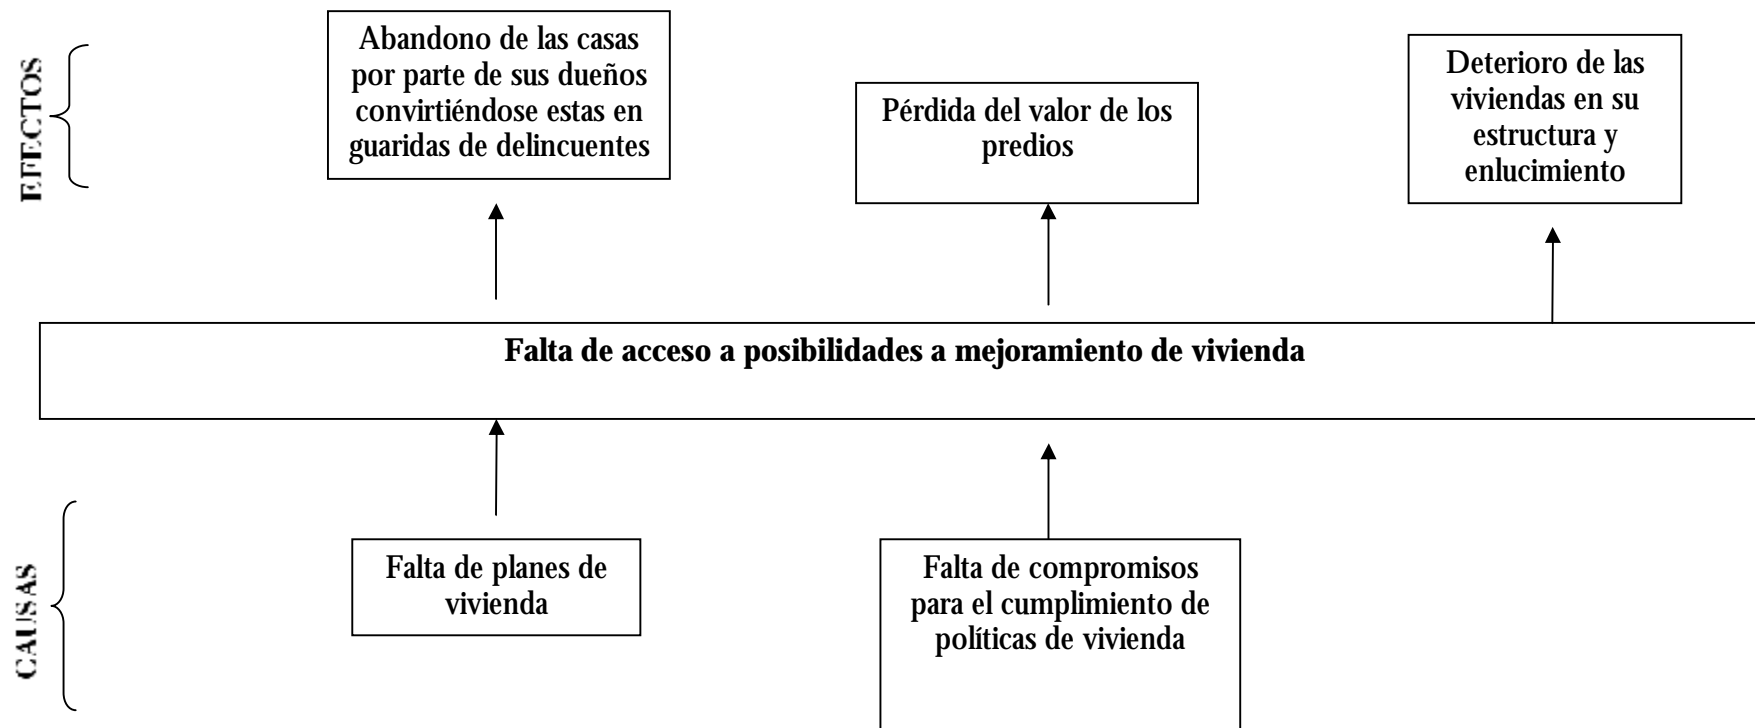 EFECTOS
Abandono de las casas
por parte de sus dueños
convirtiéndose estas en
guaridas de delincuentes
Pérdida del valor de los
predios
Deterioro de las
viviendas en su
estructura y
enlucimiento
Falta de acceso a posibilidades a mejoramiento de vivienda
CAUSAS
Falta de planes de
vivienda
Falta de compromisos
para el cumplimiento de
políticas de vivienda